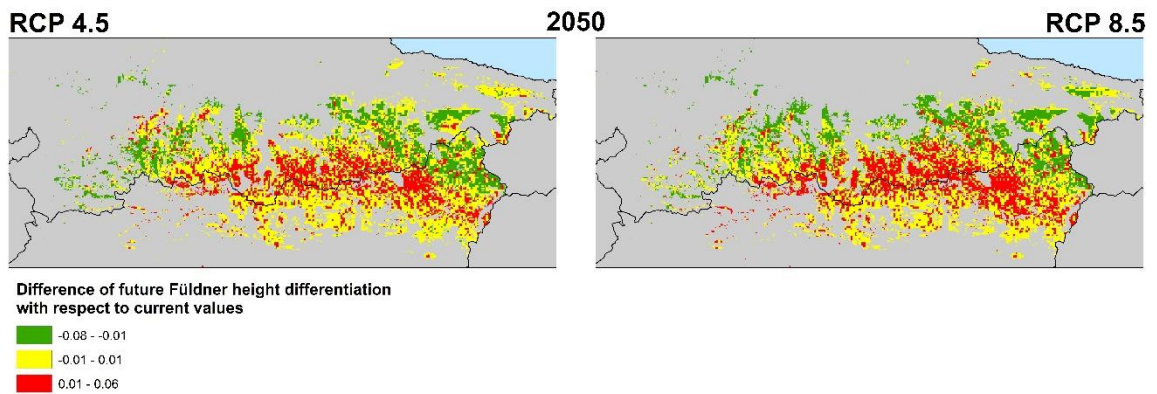 RCP 4.5 2050 RCP 8.5
Difference of future Füldner height differentiation
with respect to current values
-0.08 - -0.01
-0.01 - 0.01
0.01 - 0.06